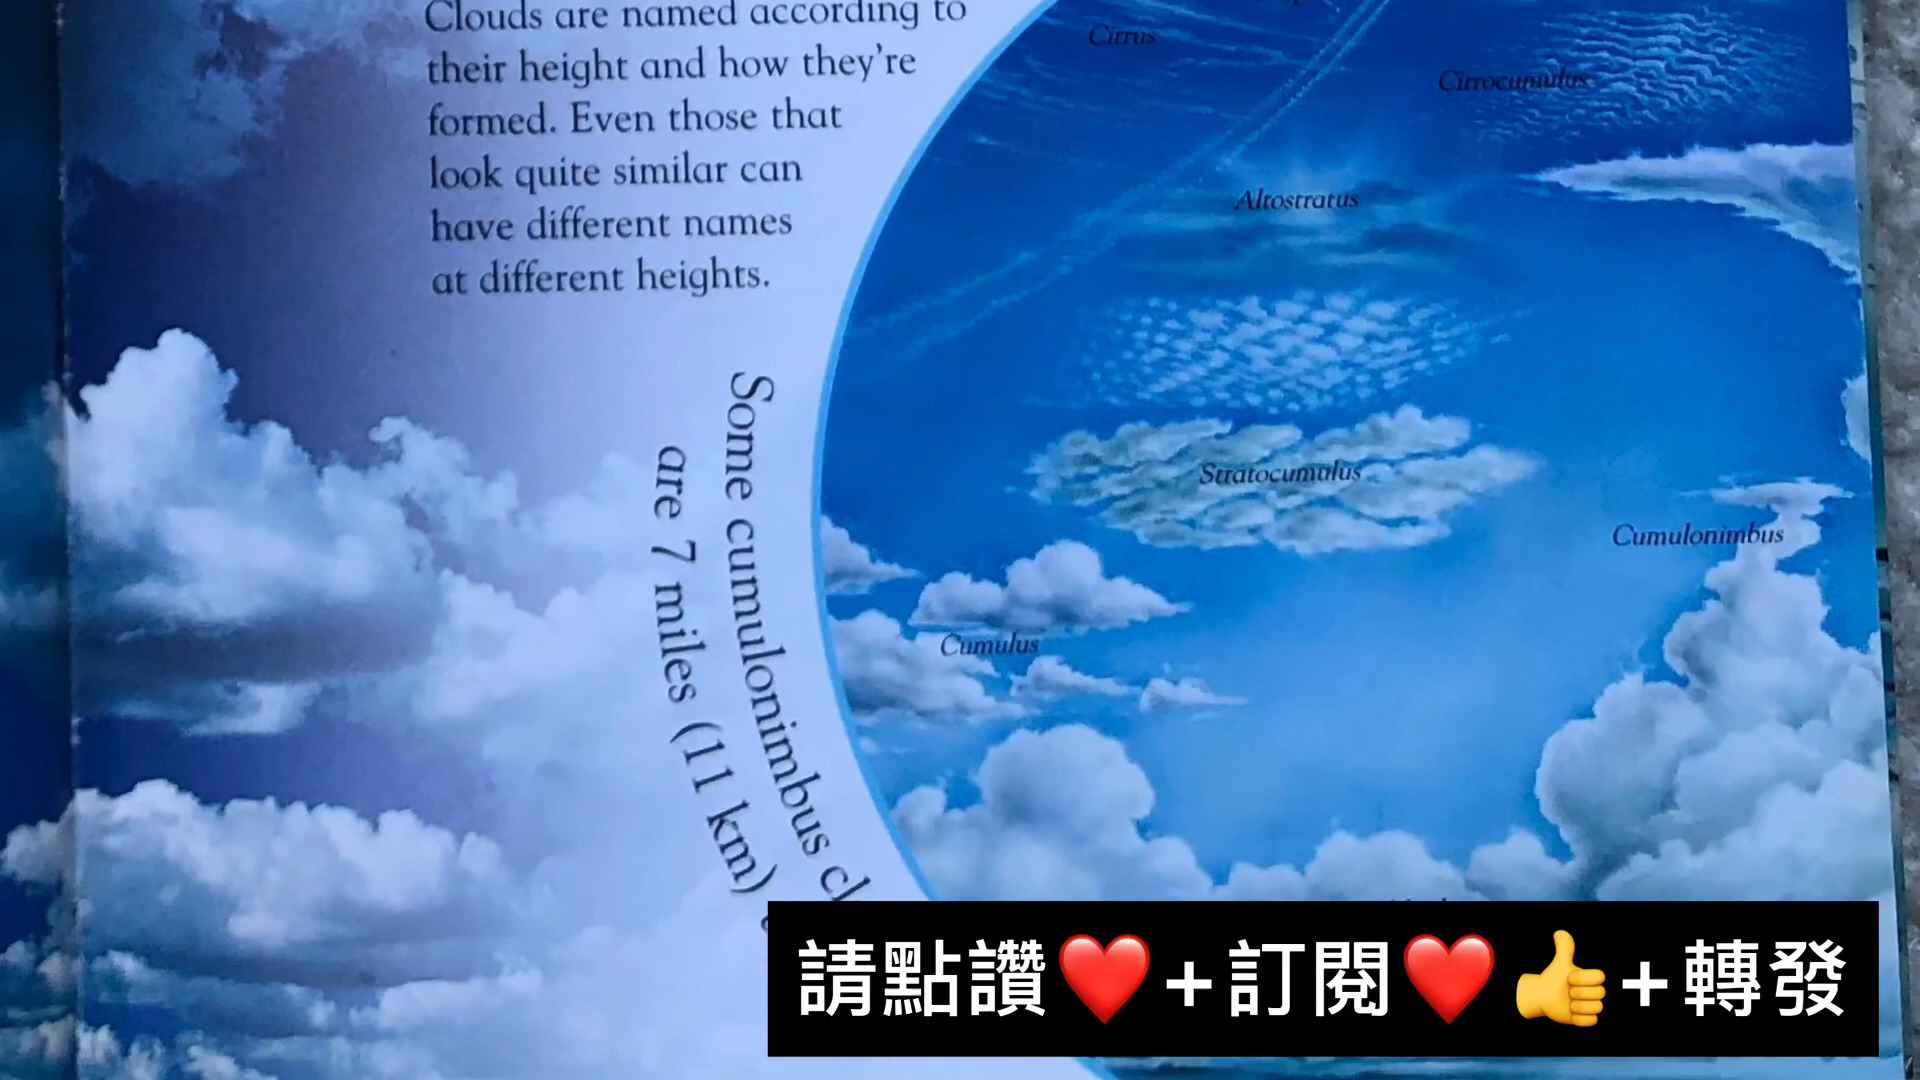 Clouds are named according to
their height and how they're
formed. Even those that
look quite similar can
have different names
at different heights.
Some cumulonimbus
are 7 miles (11 km)
Cirrus
Cirrocumulus
Altostratus
Stratocumulus
Cumulonimbus
Cumulus
請點讚❤️+訂閱❤️👍+轉發